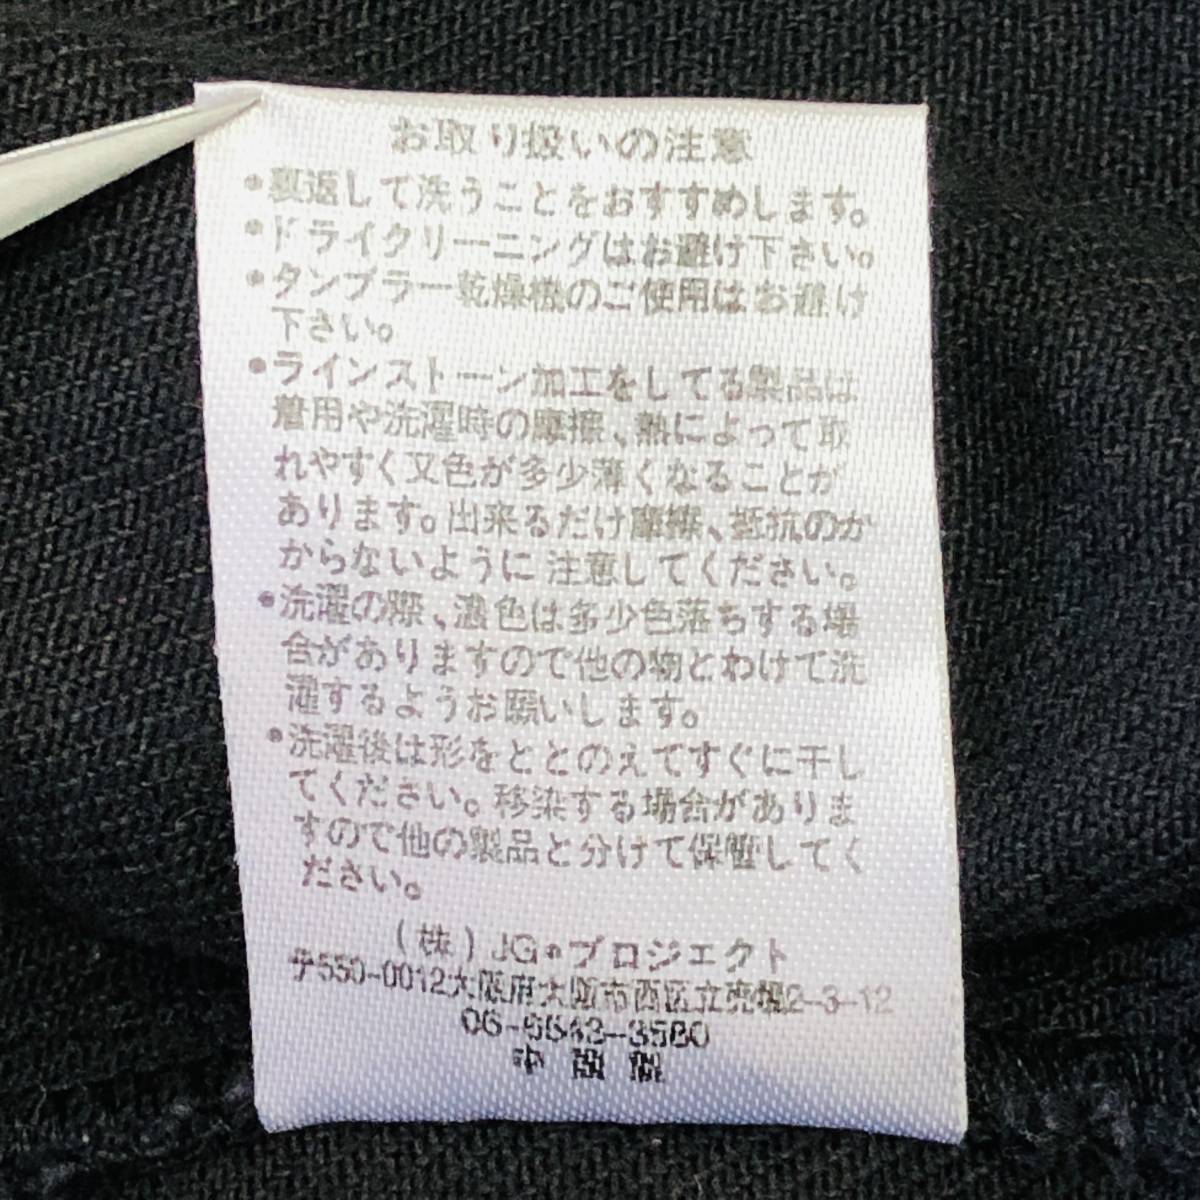 お取り扱いの注意
•裏返して洗うことをおすすめします。
•ドライクリーニングはお避け下さい。
•タンブラー乾燥機のご使用はお避け
下さい。
•ラインストーン加工をしてる製品は
着用や洗濯時の摩擦、熱によって取
れやすく又色が多少薄くなることが
あります。出来るだけ摩擦、抵抗のか
からないように注意してください。
•洗濯の際、濃色は多少色落ちする場
合がありますので他の物とわけて洗
濯するようお願いします。
•洗濯後は形をととのえてすぐに干し
てください。移染する場合がありま
すので他の製品と分けて保管してく
ださい。
(株)JG•プロジェクト
〒550-0012大阪府大阪市西区立売堀2-3-12
中国製